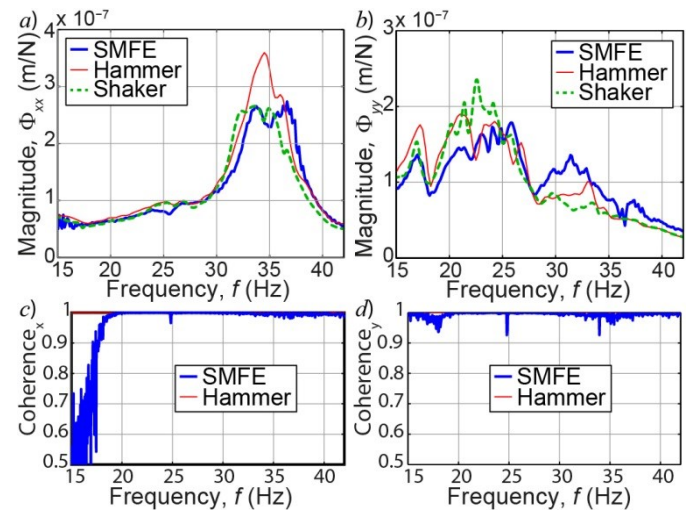 a)
× 10⁻⁷
4
3
2
1
0
Magnitude, Φxx (m/N)
SMFE
Hammer
Shaker
15 20 25 30 35 40
Frequency, f (Hz)
b)
× 10⁻⁷
3
2
1
0
Magnitude, Φyy (m/N)
SMFE
Hammer
Shaker
15 20 25 30 35 40
Frequency, f (Hz)
c)
1
0.9
0.8
0.7
0.6
0.5
Coherencex
SMFE
Hammer
15 20 25 30 35 40
Frequency, f (Hz)
d)
1
0.9
0.8
0.7
0.6
0.5
Coherencey
SMFE
Hammer
15 20 25 30 35 40
Frequency, f (Hz)